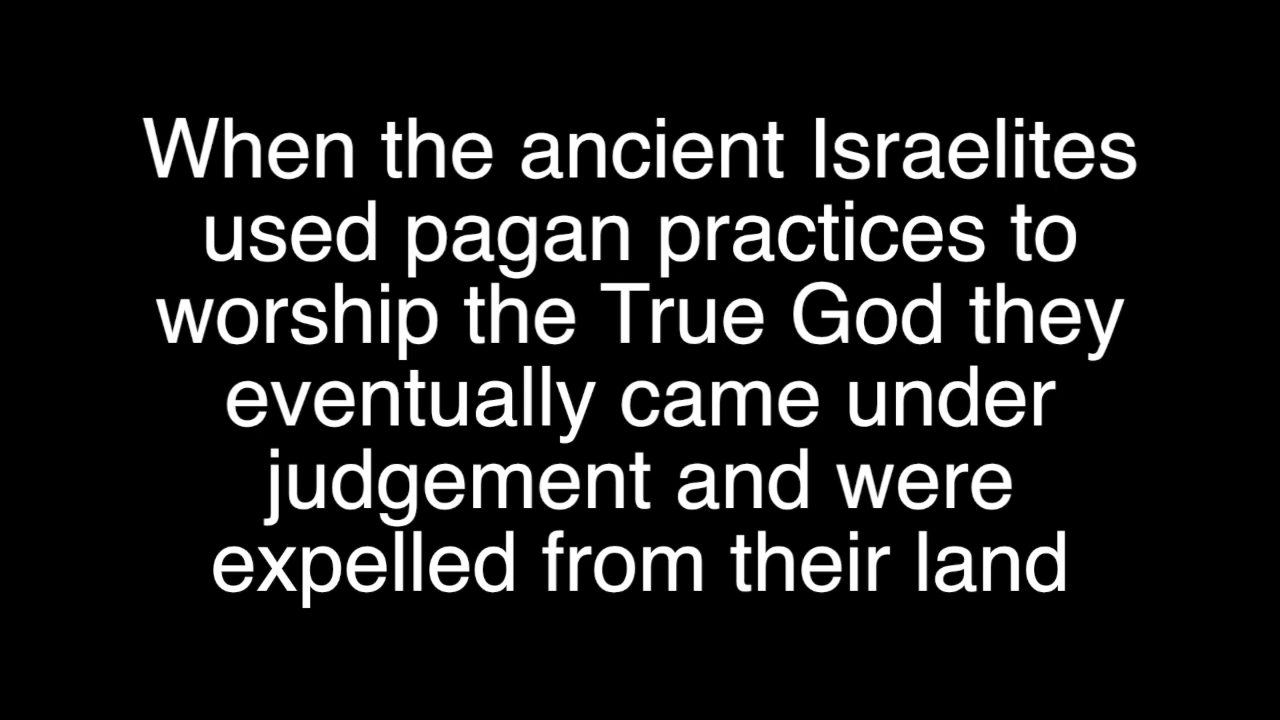 When the ancient Israelites
used pagan practices to
worship the True God they
eventually came under
judgement and were
expelled from their land